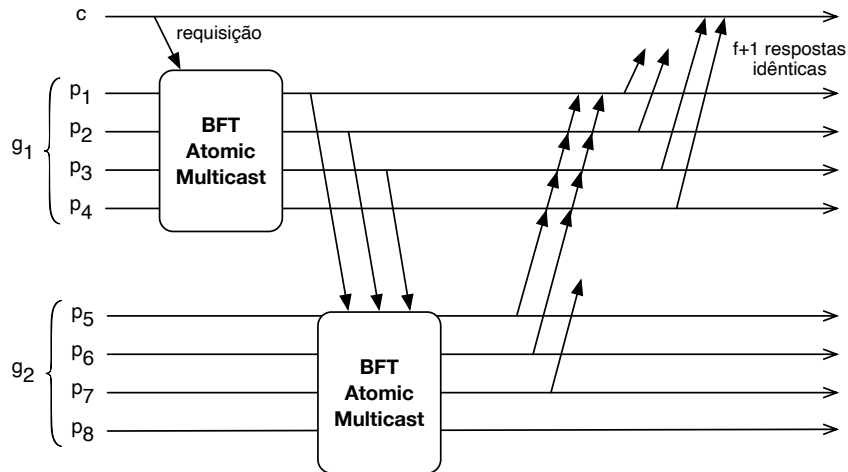 c
requisição
f+1 respostas
idênticas
g1
p1
p2
p3
p4
BFT
Atomic
Multicast
g2
p5
p6
p7
p8
BFT
Atomic
Multicast